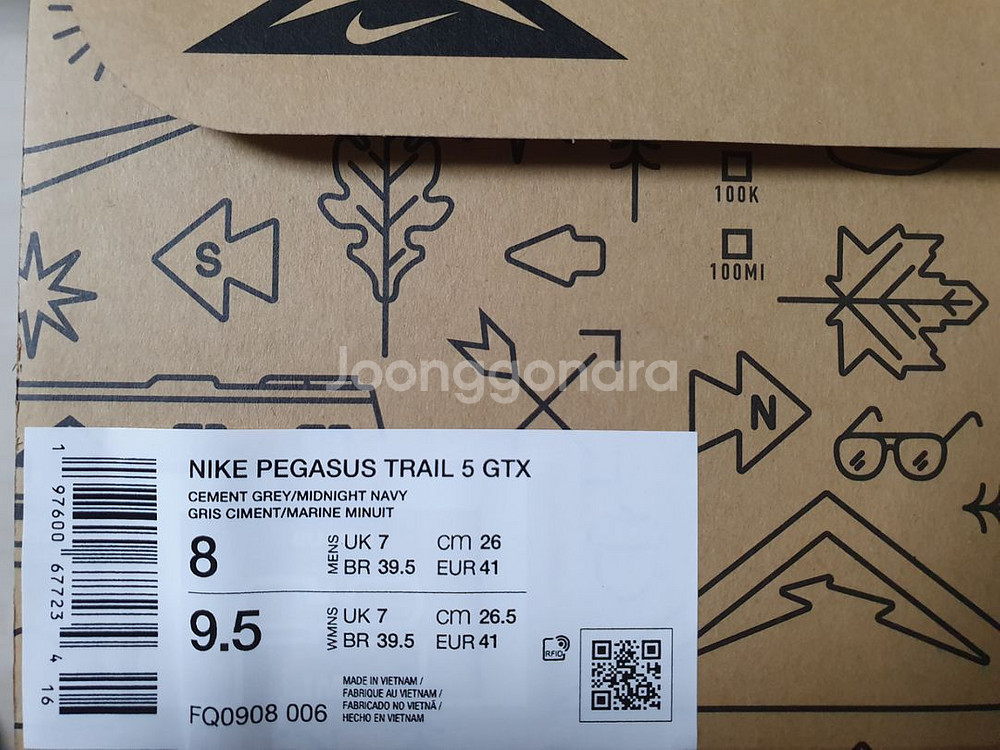 100K
100MI
S
N
Joonggondra
NIKE PEGASUS TRAIL 5 GTX
CEMENT GREY/MIDNIGHT NAVY
GRIS CIMENT/MARINE MINUIT
8
MENS
UK 7 cm 26
BR 39.5 EUR 41
9.5
WMNS
UK 7 cm 26.5
BR 39.5 EUR 41
RFID
MADE IN VIETNAM /
FABRIQUE AU VIETNAM /
FABRICADO NO VIETNÃ /
HECHO EN VIETNAM
FQ0908 006
1 97600 67723 4 16